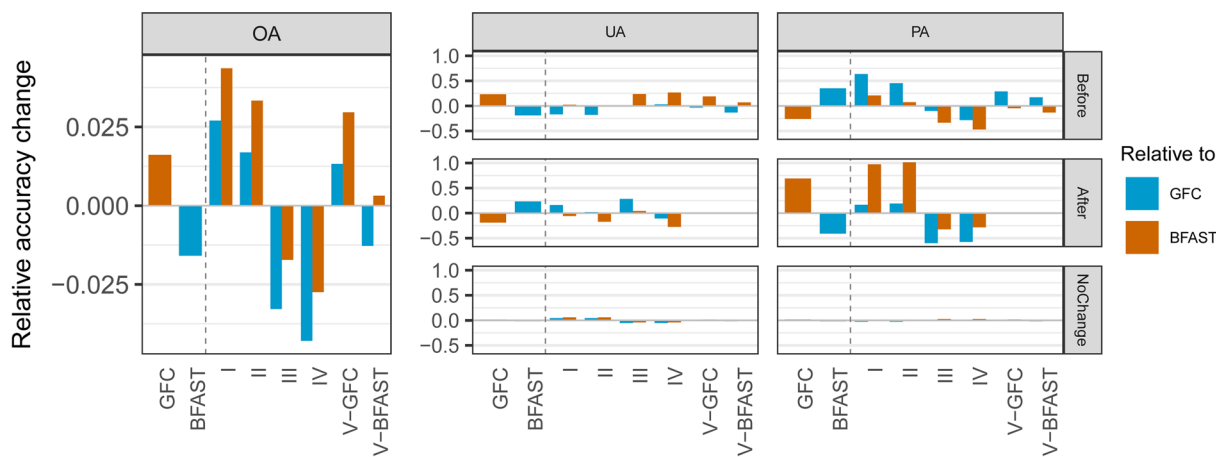 OA
UA
PA
Relative accuracy change
0.025
0.000
−0.025
1.0
0.5
0.0
−0.5
Before
1.0
0.5
0.0
−0.5
After
1.0
0.5
0.0
−0.5
NoChange
GFC
BFAST
I
II
III
IV
V−GFC
V−BFAST
GFC
BFAST
I
II
III
IV
V−GFC
V−BFAST
GFC
BFAST
I
II
III
IV
V−GFC
V−BFAST
Relative to
GFC
BFAST